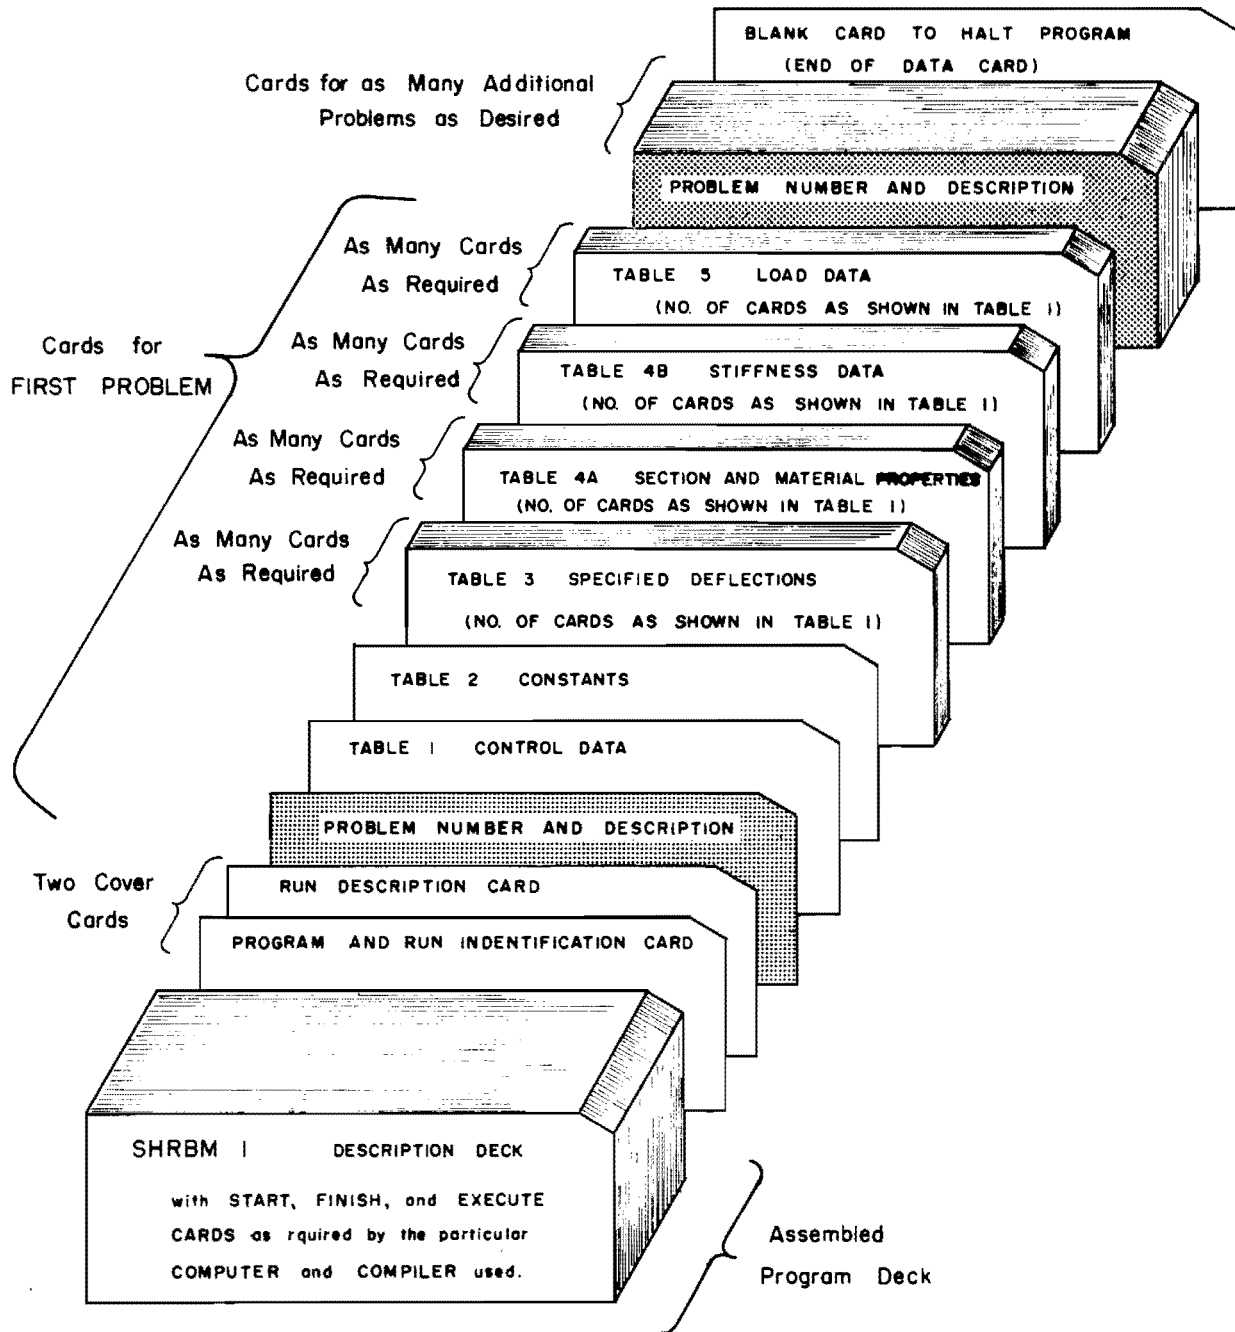 BLANK CARD TO HALT PROGRAM
(END OF DATA CARD)
Cards for as Many Additional
Problems as Desired
PROBLEM NUMBER AND DESCRIPTION
As Many Cards
As Required
TABLE 5 LOAD DATA
(NO. OF CARDS AS SHOWN IN TABLE 1)
Cards for
FIRST PROBLEM
As Many Cards
As Required
TABLE 4B STIFFNESS DATA
(NO. OF CARDS AS SHOWN IN TABLE 1)
As Many Cards
As Required
TABLE 4A SECTION AND MATERIAL PROPERTIES
(NO. OF CARDS AS SHOWN IN TABLE 1)
As Many Cards
As Required
TABLE 3 SPECIFIED DEFLECTIONS
(NO. OF CARDS AS SHOWN IN TABLE 1)
TABLE 2 CONSTANTS
TABLE 1 CONTROL DATA
PROBLEM NUMBER AND DESCRIPTION
Two Cover
Cards
RUN DESCRIPTION CARD
PROGRAM AND RUN INDENTIFICATION CARD
SHRBM 1 DESCRIPTION DECK
with START, FINISH, and EXECUTE
CARDS as rquired by the particular
COMPUTER and COMPILER used.
Assembled
Program Deck